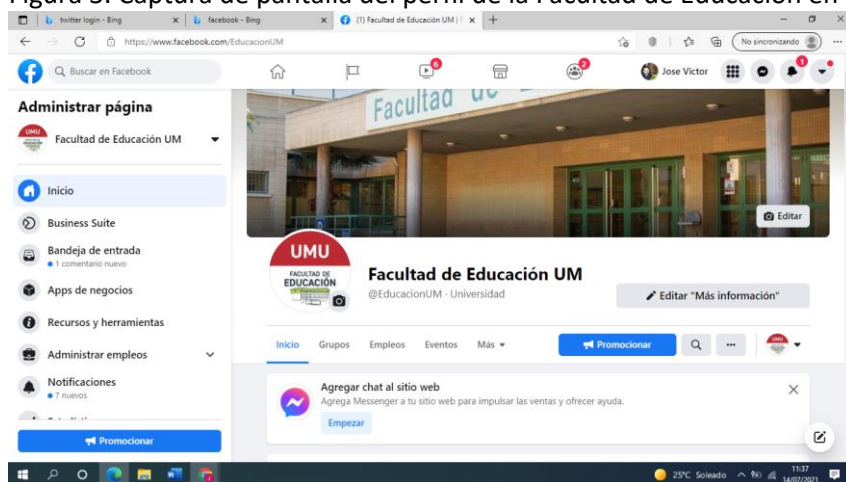 Figura 3. Captura de pantalla del perfil de la Facultad de Educación en
twitter login - Bing
facebook - Bing
(1) Facultad de Educación UM | F
https://www.facebook.com/EducacionUM
No sincronizando
Buscar en Facebook
6
2
Jose Victor
1
Administrar página
UMU
Facultad de Educación UM
Inicio
Business Suite
Bandeja de entrada
1 comentario nuevo
Apps de negocios
Recursos y herramientas
Administrar empleos
Notificaciones
7 nuevos
Promocionar
Facultad de
Editar
UMU
FACULTAD DE
EDUCACIÓN
Facultad de Educación UM
@EducacionUM · Universidad
Editar "Más información"
Inicio Grupos Empleos Eventos Más
Promocionar
Agregar chat al sitio web
Agrega Messenger a tu sitio web para impulsar las ventas y ofrecer ayuda.
Empezar
25°C Soleado
11:37
14/07/2021